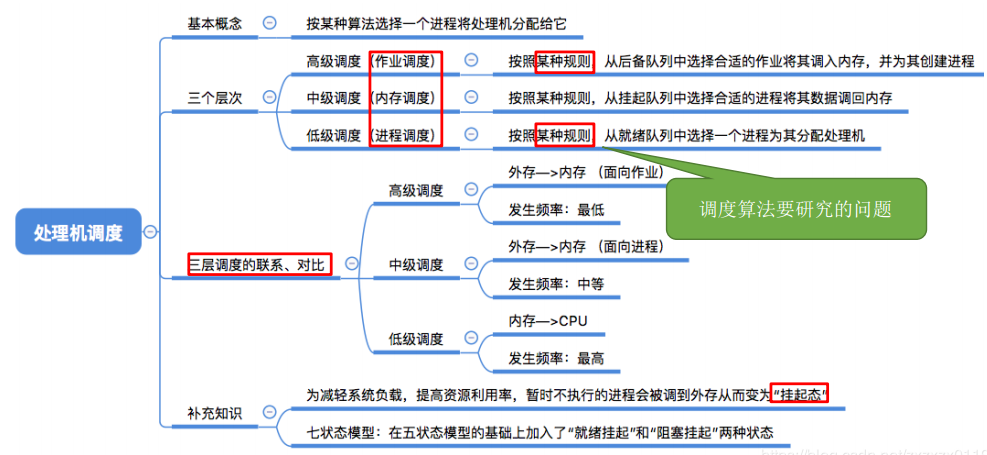 基本概念
按某种算法选择一个进程将处理机分配给它
高级调度（作业调度）
按照某种规则，从后备队列中选择合适的作业将其调入内存，并为其创建进程
三个层次
中级调度（内存调度）
按照某种规则，从挂起队列中选择合适的进程将其数据调回内存
低级调度（进程调度）
按照某种规则，从就绪队列中选择一个进程为其分配处理机
调度算法要研究的问题
处理机调度
三层调度的联系、对比
高级调度
外存—>内存 （面向作业）
发生频率：最低
中级调度
外存—>内存 （面向进程）
发生频率：中等
低级调度
内存—>CPU
发生频率：最高
补充知识
为减轻系统负载，提高资源利用率，暂时不执行的进程会被调到外存从而变为“挂起态”
七状态模型：在五状态模型的基础上加入了“就绪挂起”和“阻塞挂起”两种状态